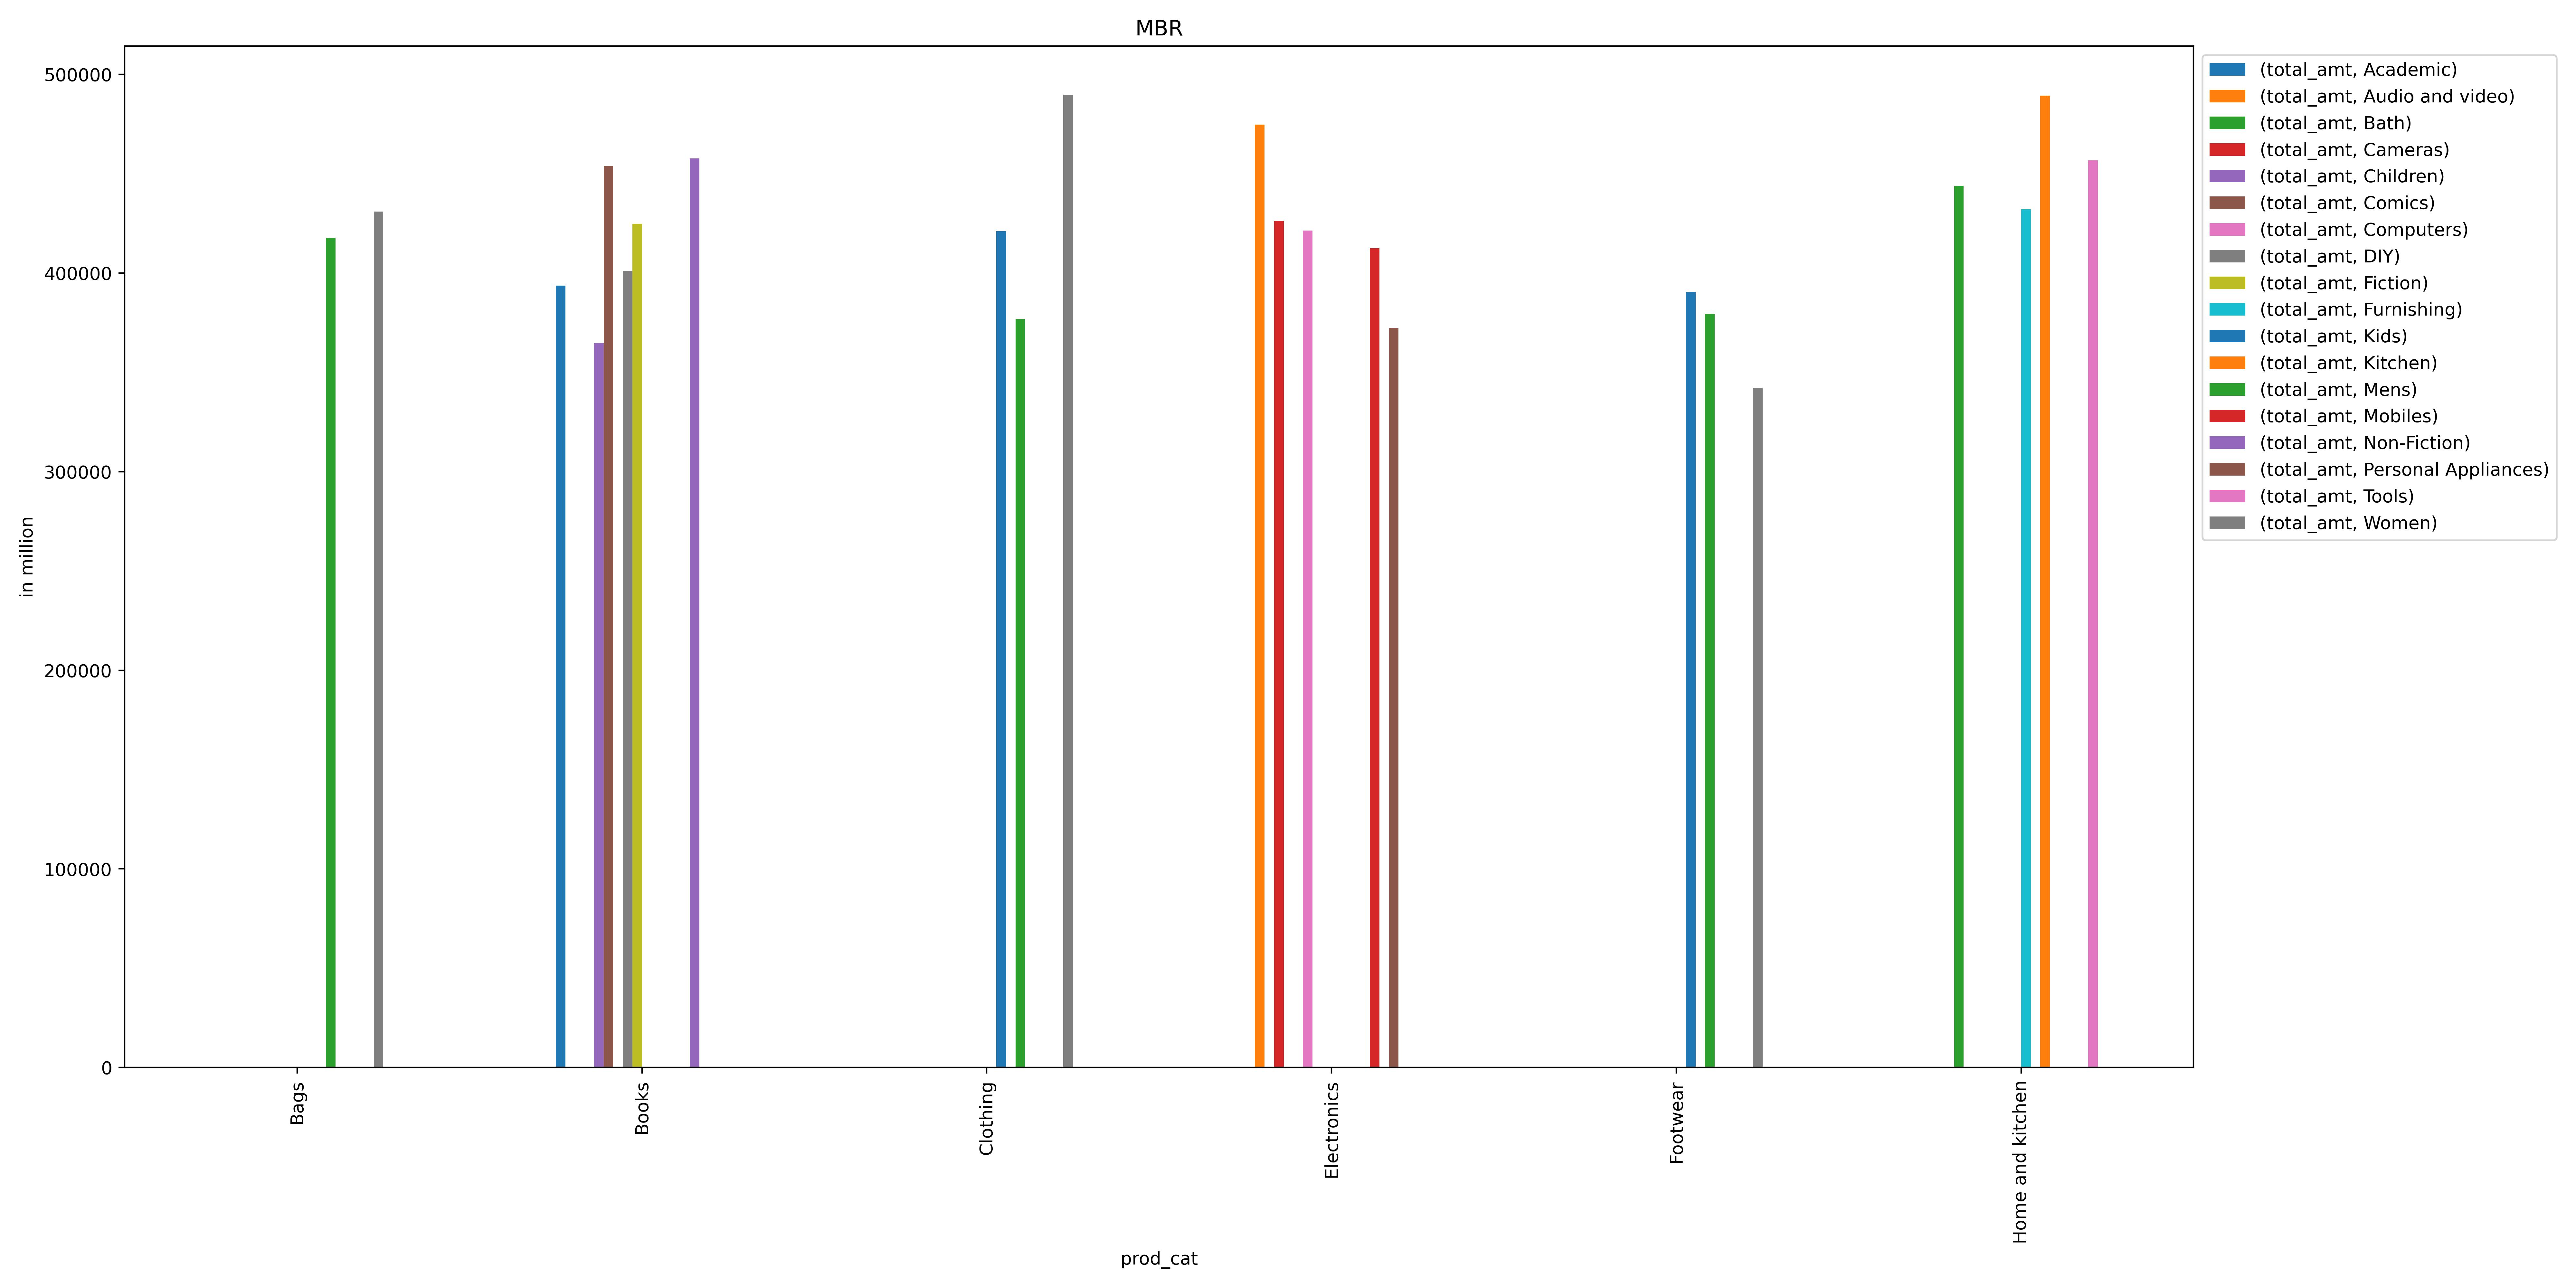 MBR
500000
400000
300000
200000
100000
0
in million
Bags
Books
Clothing
Electronics
Footwear
Home and kitchen
prod_cat
(total_amt, Academic)
(total_amt, Audio and video)
(total_amt, Bath)
(total_amt, Cameras)
(total_amt, Children)
(total_amt, Comics)
(total_amt, Computers)
(total_amt, DIY)
(total_amt, Fiction)
(total_amt, Furnishing)
(total_amt, Kids)
(total_amt, Kitchen)
(total_amt, Mens)
(total_amt, Mobiles)
(total_amt, Non-Fiction)
(total_amt, Personal Appliances)
(total_amt, Tools)
(total_amt, Women)